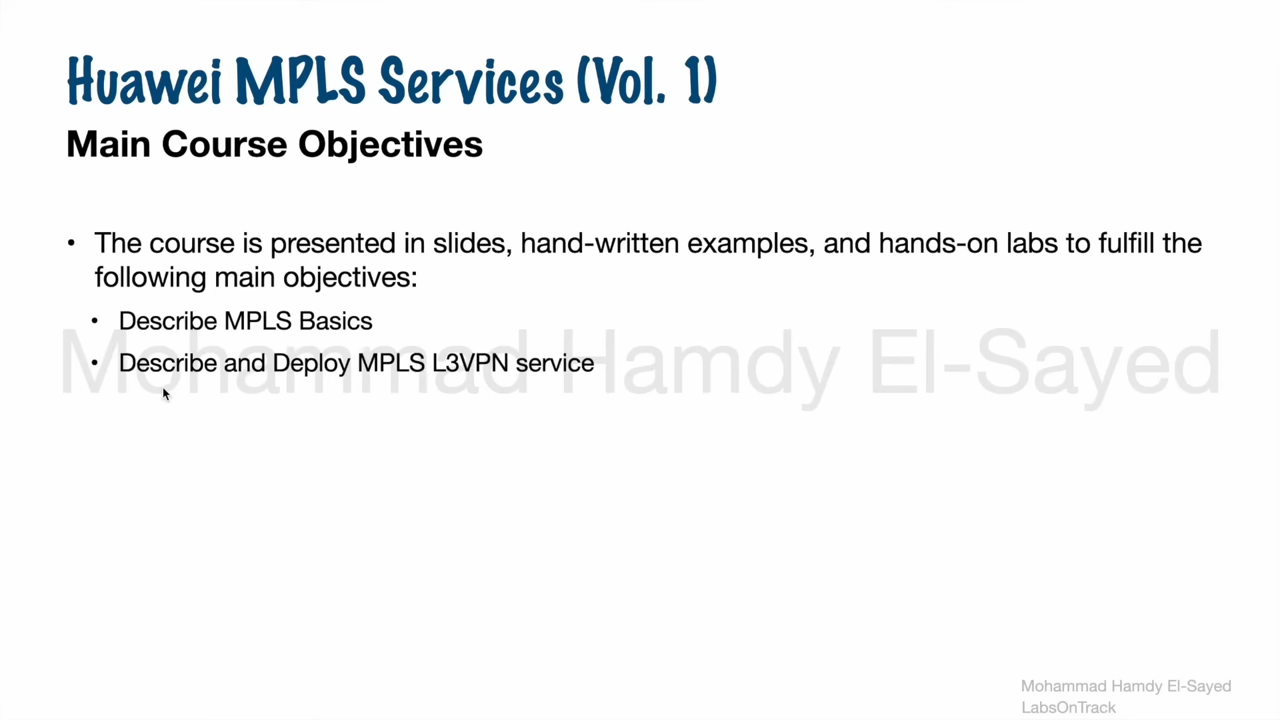 Huawei MPLS Services (Vol. 1)
Main Course Objectives
• The course is presented in slides, hand-written examples, and hands-on labs to fulfill the
following main objectives:
• Describe MPLS Basics
• Describe and Deploy MPLS L3VPN service
Mohammad Hamdy El-Sayed
Mohammad Hamdy El-Sayed
LabsOnTrack